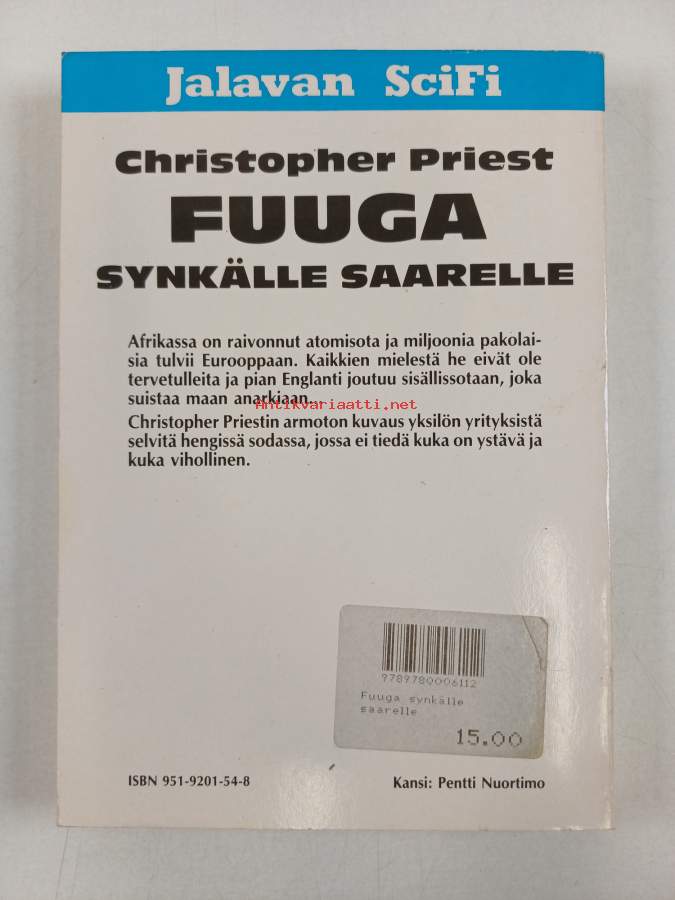 Jalavan SciFi
Christopher Priest
FUUGA
SYNKÄLLE SAARELLE
Afrikassa on raivonnut atomisota ja miljoonia pakolai-
sia tulvii Eurooppaan. Kaikkien mielestä he eivät ole
tervetulleita ja pian Englanti joutuu sisällissotaan, joka
suistaa maan anarkiaan...
Antikvariaatti.net
Christopher Priestin armoton kuvaus yksilön yrityksistä
selvitä hengissä sodassa, jossa ei tiedä kuka on ystävä ja
kuka vihollinen.
9789780006112
Fuuga synkälle
saarelle
15.00
ISBN 951-9201-54-8
Kansi: Pentti Nuortimo